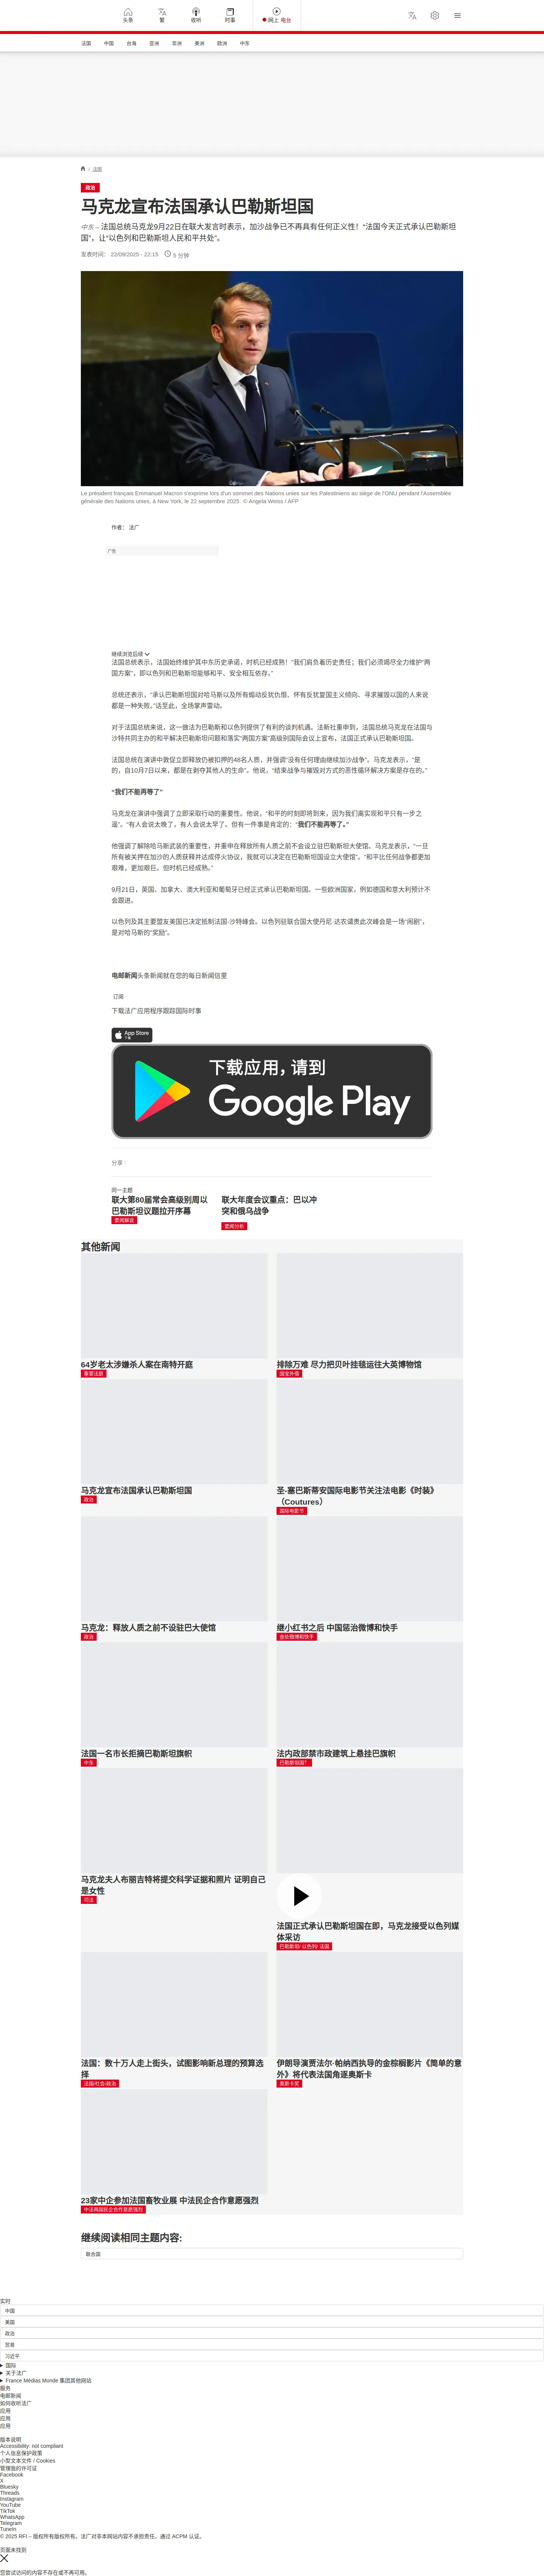 头条
繁
收听
时事
网上 电台
法国
中国
台海
亚洲
非洲
美洲
欧洲
中东
/ 法国
政治
马克龙宣布法国承认巴勒斯坦国
中东 – 法国总统马克龙9月22日在联大发言时表示，加沙战争已不再具有任何正义性！“法国今天正式承认巴勒斯坦
国”，让“以色列和巴勒斯坦人民和平共处”。
发表时间： 22/09/2025 - 22:15
5 分钟
Le président français Emmanuel Macron s'exprime lors d'un sommet des Nations unies sur les Palestiniens au siège de l'ONU pendant l'Assemblée
générale des Nations unies, à New York, le 22 septembre 2025. © Angela Weiss / AFP
作者： 法广
广告
继续浏览后续
法国总统表示，法国始终维护其中东历史承诺，时机已经成熟！“我们肩负着历史责任；我们必须竭尽全力维护“两
国方案”，即以色列和巴勒斯坦能够和平、安全相互依存。”
总统还表示，“承认巴勒斯坦国对哈马斯以及所有煽动反犹仇恨、怀有反犹复国主义倾向、寻求摧毁以国的人来说
都是一种失败。”话至此，全场掌声雷动。
对于法国总统来说，这一做法为巴勒斯和以色列提供了有利的谈判机遇。法新社重申到，法国总统马克龙在法国与
沙特共同主办的和平解决巴勒斯坦问题和落实“两国方案”高级别国际会议上宣布，法国正式承认巴勒斯坦国。
法国总统在演讲中敦促立即释放仍被扣押的48名人质，并强调“没有任何理由继续加沙战争”。马克龙表示，“是
的，自10月7日以来，都是在剥夺其他人的生命”。他说，“结束战争与摧毁对方式的恶性循环解决方案是存在的。”
“我们不能再等了”
马克龙在演讲中强调了立即采取行动的重要性。他说，“和平的时刻即将到来，因为我们离实现和平只有一步之
遥”。“有人会说太晚了，有人会说太早了。但有一件事是肯定的：“我们不能再等了。”
他强调了解除哈马斯武装的重要性，并重申在释放所有人质之前不会设立驻巴勒斯坦大使馆。马克龙表示，“一旦
所有被关押在加沙的人质获释并达成停火协议，我就可以决定在巴勒斯坦国设立大使馆”。“和平比任何战争都更加
艰难，更加艰巨。但时机已经成熟。”
9月21日，英国、加拿大、澳大利亚和葡萄牙已经正式承认巴勒斯坦国。一些欧洲国家，例如德国和意大利预计不
会跟进。
以色列及其主要盟友美国已决定抵制法国-沙特峰会。以色列驻联合国大使丹尼·达农谴责此次峰会是一场“闹剧”，
是对哈马斯的“奖励”。
电邮新闻头条新闻就在您的每日新闻信里
订阅
下载法广应用程序跟踪国际时事
App Store
下载
下载应用，请到
Google Play
分享 :
同一主题
联大第80届常会高级别周以
巴勒斯坦议题拉开序幕
要闻解说
联大年度会议重点：巴以冲
突和俄乌战争
要闻分析
其他新闻
64岁老太涉嫌杀人案在南特开庭
重罪法庭
排除万难 尽力把贝叶挂毯运往大英博物馆
国宝外借
马克龙宣布法国承认巴勒斯坦国
政治
圣-塞巴斯蒂安国际电影节关注法电影《时装》
（Coutures）
国际电影节
马克龙：释放人质之前不设驻巴大使馆
政治
继小红书之后 中国惩治微博和快手
查处微博和快手
法国一名市长拒摘巴勒斯坦旗帜
中东
法内政部禁市政建筑上悬挂巴旗帜
巴勒斯坦国？
马克龙夫人布丽吉特将提交科学证据和照片 证明自己
是女性
司法
法国正式承认巴勒斯坦国在即，马克龙接受以色列媒
体采访
巴勒斯坦/ 以色列/ 法国
法国：数十万人走上街头，试图影响新总理的预算选
择
法国/社会/政治
伊朗导演贾法尔·帕纳西执导的金棕榈影片《简单的意
外》将代表法国角逐奥斯卡
奥斯卡奖
23家中企参加法国畜牧业展 中法民企合作意愿强烈
中法两国民企合作意愿强烈
继续阅读相同主题内容:
联合国
实时
中国
美国
政治
贸易
习近平
国际
关于法广
France Médias Monde 集团其他网站
服务
电邮新闻
如何收听法广
应用
应用
应用
版本说明
Accessibility: not compliant
个人信息保护政策
小型文本文件 / Cookies
管理我的许可证
Facebook
X
Bluesky
Threads
Instagram
YouTube
TikTok
WhatsApp
Telegram
TuneIn
© 2025 RFI – 版权所有版权所有。法广对非本网站内容不承担责任。通过 ACPM 认证。
页面未找到
您尝试访问的内容不存在或不再可用。